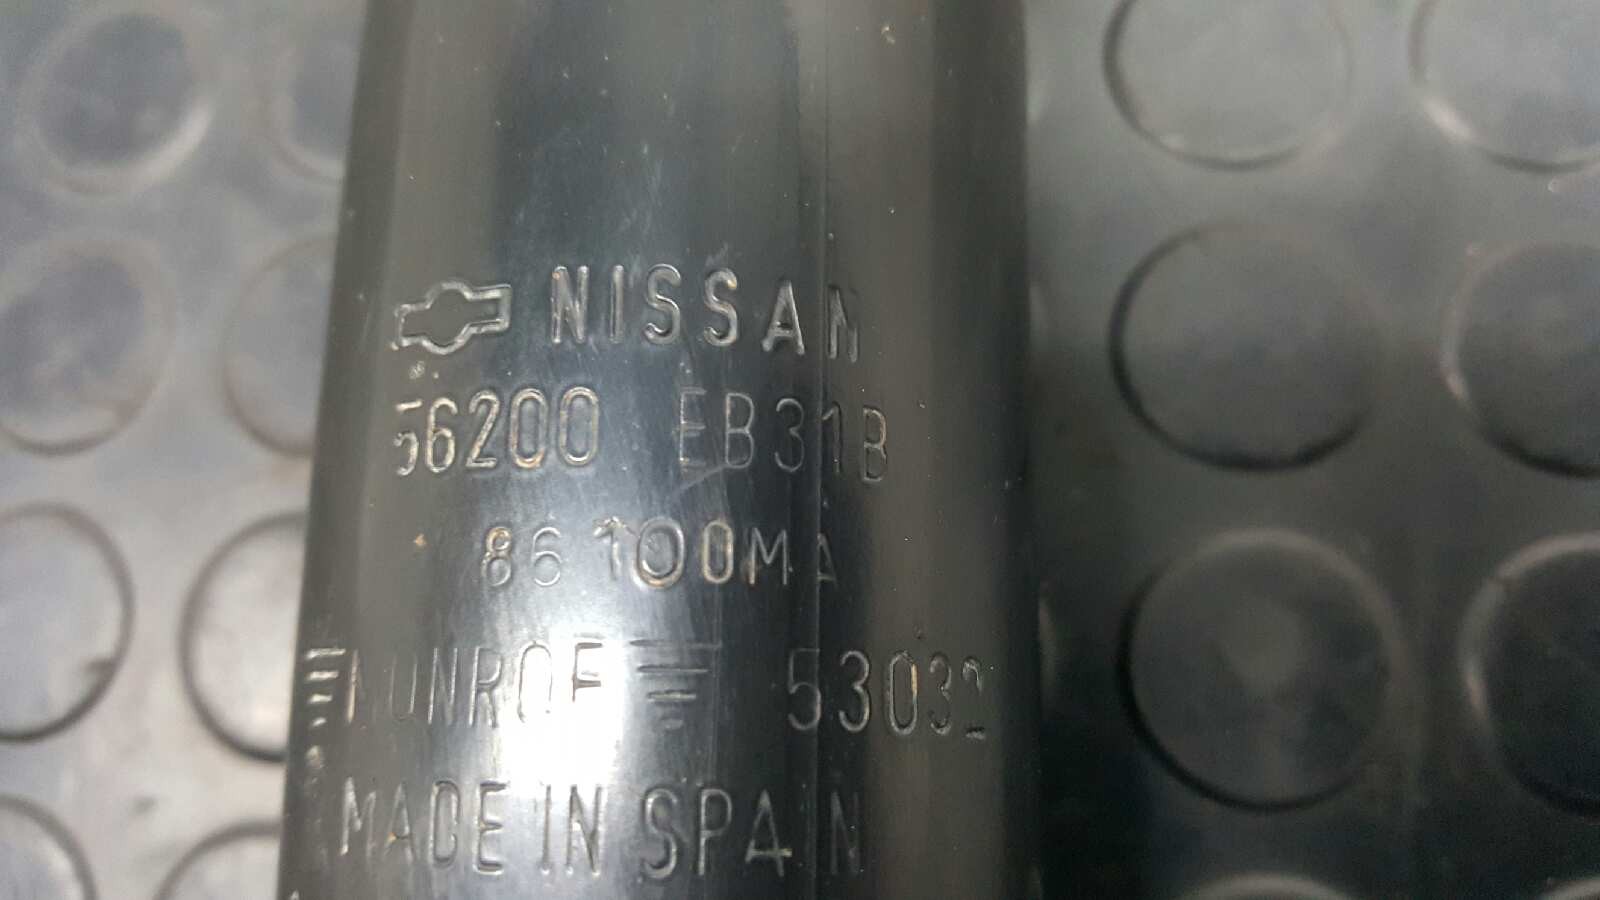 NISSAN
56200 EB31B
86100MA
MONROE 53032
MADE IN SPAIN